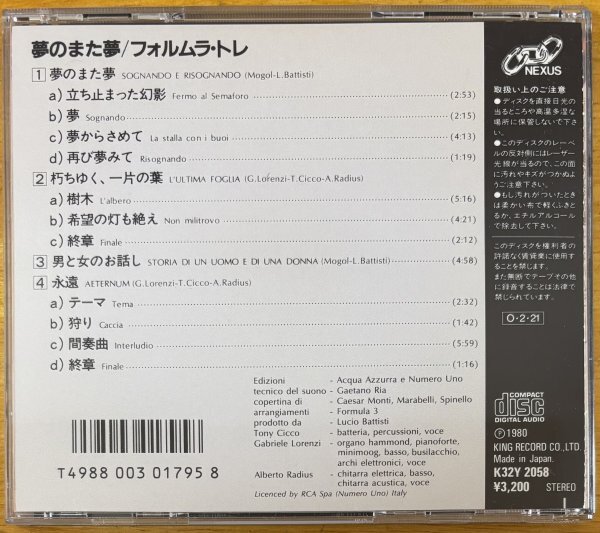 夢のまた夢/フォルムラ・トレ
1 夢のまた夢 SOGNANDO E RISOGNANDO (Mogol-L.Battisti)
a) 立ち止まった幻影 Fermo al Semaforo (2:53)
b) 夢 Sognando (2:15)
c) 夢からさめて La stalla con i buoi (4:13)
d) 再び夢みて Risognando (1:19)
2 朽ちゆく、一片の葉 L'ULTIMA FOGLIA (G.Lorenzi-T.Cicco-A.Radius)
a) 樹木 L'albero (5:16)
b) 希望の灯も絶え Non militrovo (4:21)
c) 終章 Finale (2:12)
3 男と女のお話し STORIA DI UN UOMO E DI UNA DONNA (Mogol-L.Battisti) (4:58)
4 永遠 AETERNUM (G.Lorenzi-T.Cicco-A.Radius)
a) テーマ Tema (2:32)
b) 狩り Caccia (1:42)
c) 間奏曲 Interludio (5:59)
d) 終章 Finale (1:16)
Edizioni - Acqua Azzurra e Numero Uno
tecnico del suono - Gaetano Ria
copertina di - Caesar Monti, Marabelli, Spinello
arrangiamenti - Formula 3
prodotto da - Lucio Battisti
Tony Cicco - batteria, percussioni, voce
Gabriele Lorenzi - organo hammond, pianoforte,
minimoog, basso, busilacchio,
archi elettronici, voce
Alberto Radius - chitarra elettrica, basso,
chitarra acustica, voce
Licenced by RCA Spa (Numero Uno) Italy
T4988 003 01795 8
NEXUS
取扱い上のご注意
●ディスクを直接日光の
当るところや高温多湿な
場所に保管しないで下さ
い。
●このディスクのレーベル
の反対側にはレーザー
光線が当るので、この
面に汚れやキズがつかぬ
ようご注意下さい。
●もし汚れがついたときは
柔かい布で軽くふきとる
か、エチルアルコール
で除去して下さい。
このディスクを権利者の
許諾なく賃貸業に使用す
ることを禁じます。
また無断でテープその他
に録音することは法律で
禁じられています。
O・2・21
COMPACT
disc
DIGITAL AUDIO
Ⓟ1980
KING RECORD CO.,LTD.
Made in Japan.
K32Y 2058
¥3,200 STEREO